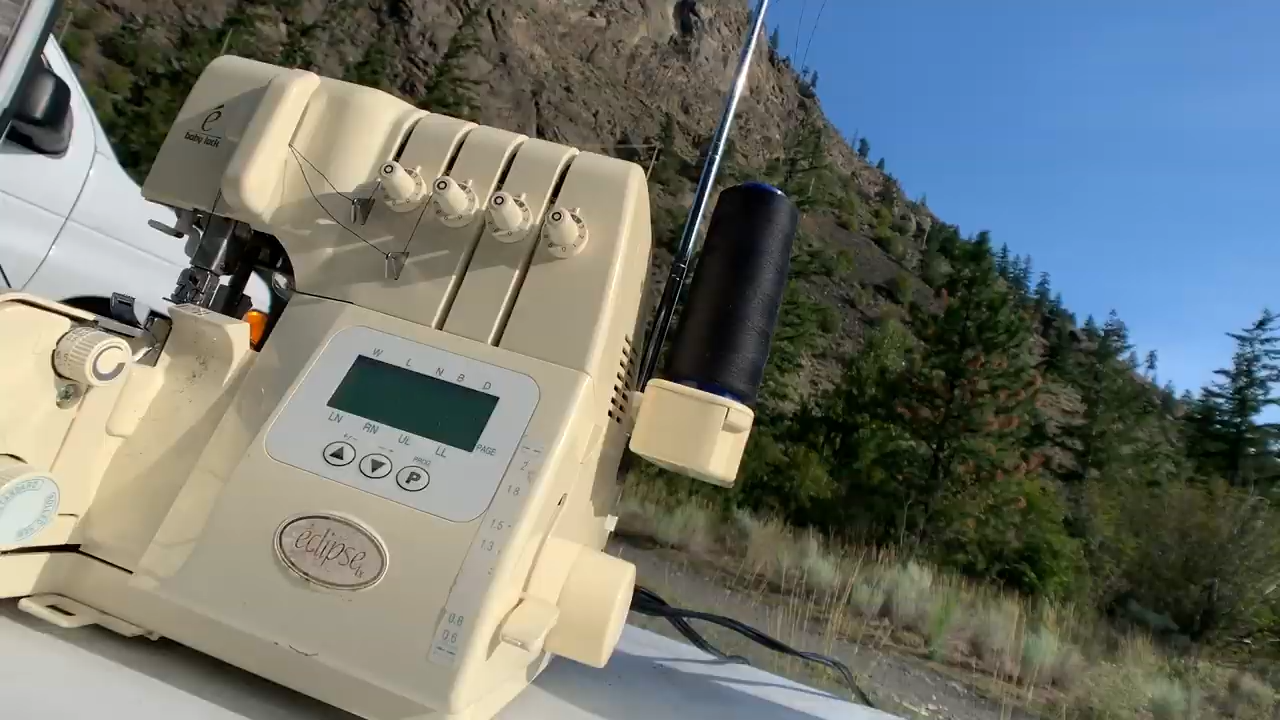 é
baby lock
W L N B D
LN RN UL LL PAGE
+/- PROG
P
eclipse
2
1.8
1.5
1.3
0.8
0.6
STANDARD